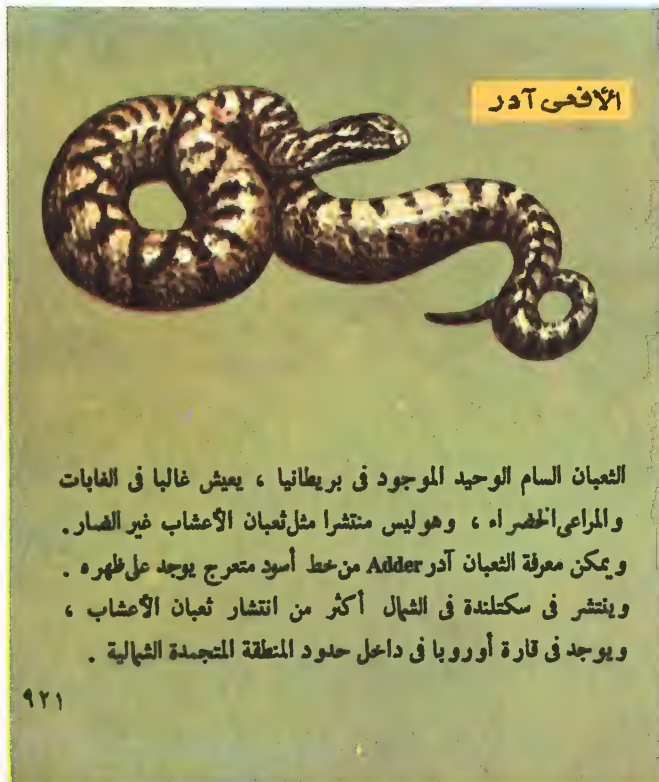 الأفعى آدر
الثعبان السام الوحيد الموجود فى بريطانيا ، يعيش غالبا فى الغابات
والمراعى الخضراء ، وهو ليس منتشرا مثل ثعبان الأعشاب غير الضار .
ويمكن معرفة الثعبان آدر Adder من خط أسود متعرج يوجد على ظهره .
وينتشر فى سكتلندة فى الشمال أكثر من انتشار ثعبان الأعشاب ،
ويوجد فى قارة أوروبا فى داخل حدود المنطقة المتجمدة الشمالية .
٩٢١